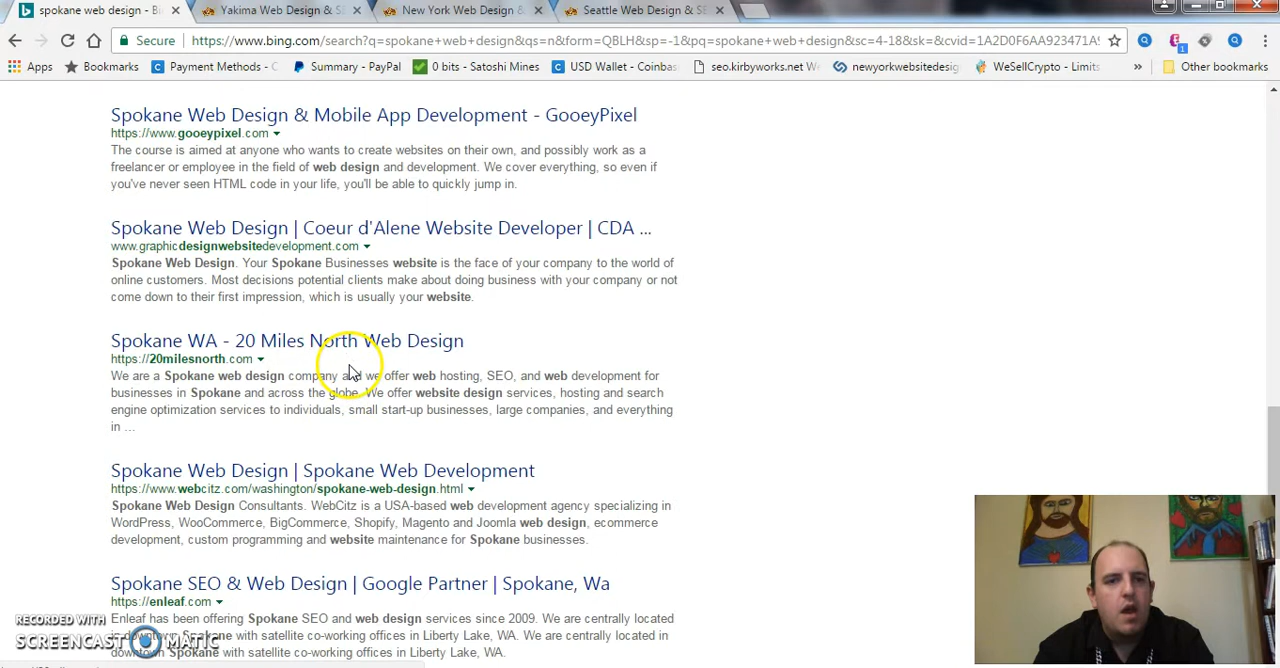 spokane web design - Bi
Yakima Web Design & S
New York Web Design &
Seattle Web Design & SE
Secure
https://www.bing.com/search?q=spokane+web+design&qs=n&form=QBLH&sp=-1&pq=spokane+web+design&sc=4-18&sk=&cvid=1A2D0F6AA923471A9
1
Apps
Bookmarks
Payment Methods - C
Summary - PayPal
0 bits - Satoshi Mines
USD Wallet - Coinbas
seo.kirbyworks.net W
newyorkwebsitedesig
WeSellCrypto - Limits
»
Other bookmarks
Spokane Web Design & Mobile App Development - GooeyPixel
https://www.gooeypixel.com
The course is aimed at anyone who wants to create websites on their own, and possibly work as a
freelancer or employee in the field of web design and development. We cover everything, so even if
you've never seen HTML code in your life, you'll be able to quickly jump in.
Spokane Web Design | Coeur d'Alene Website Developer | CDA ...
www.graphicdesignwebsitedevelopment.com
Spokane Web Design. Your Spokane Businesses website is the face of your company to the world of
online customers. Most decisions potential clients make about doing business with your company or not
come down to their first impression, which is usually your website.
Spokane WA - 20 Miles North Web Design
https://20milesnorth.com
We are a Spokane web design company and we offer web hosting, SEO, and web development for
businesses in Spokane and across the globe. We offer website design services, hosting and search
engine optimization services to individuals, small start-up businesses, large companies, and everything
in ...
Spokane Web Design | Spokane Web Development
https://www.webcitz.com/washington/spokane-web-design.html
Spokane Web Design Consultants. WebCitz is a USA-based web development agency specializing in
WordPress, WooCommerce, BigCommerce, Shopify, Magento and Joomla web design, ecommerce
development, custom programming and website maintenance for Spokane businesses.
Spokane SEO & Web Design | Google Partner | Spokane, Wa
https://enleaf.com
Enleaf has been offering Spokane SEO and web design services since 2009. We are centrally located
in downtown Spokane with satellite co-working offices in Liberty Lake, WA. We are centrally located in
downtown Spokane with satellite co-working offices in Liberty Lake, WA.
RECORDED WITH
SCREENCAST MATIC